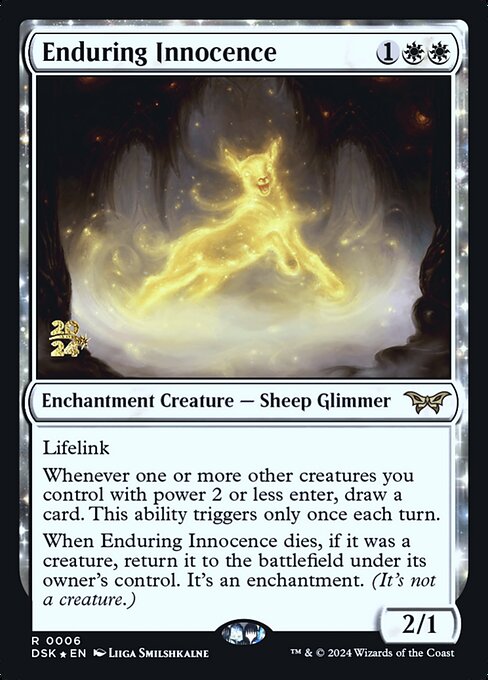 Enduring Innocence 1
20
24
Enchantment Creature — Sheep Glimmer
Lifelink
Whenever one or more other creatures you
control with power 2 or less enter, draw a
card. This ability triggers only once each turn.
When Enduring Innocence dies, if it was a
creature, return it to the battlefield under its
owner's control. It's an enchantment. (It's not
a creature.)
2/1
R 0006
DSK ★ EN Liiga Smilshkalne
™ & © 2024 Wizards of the Coast